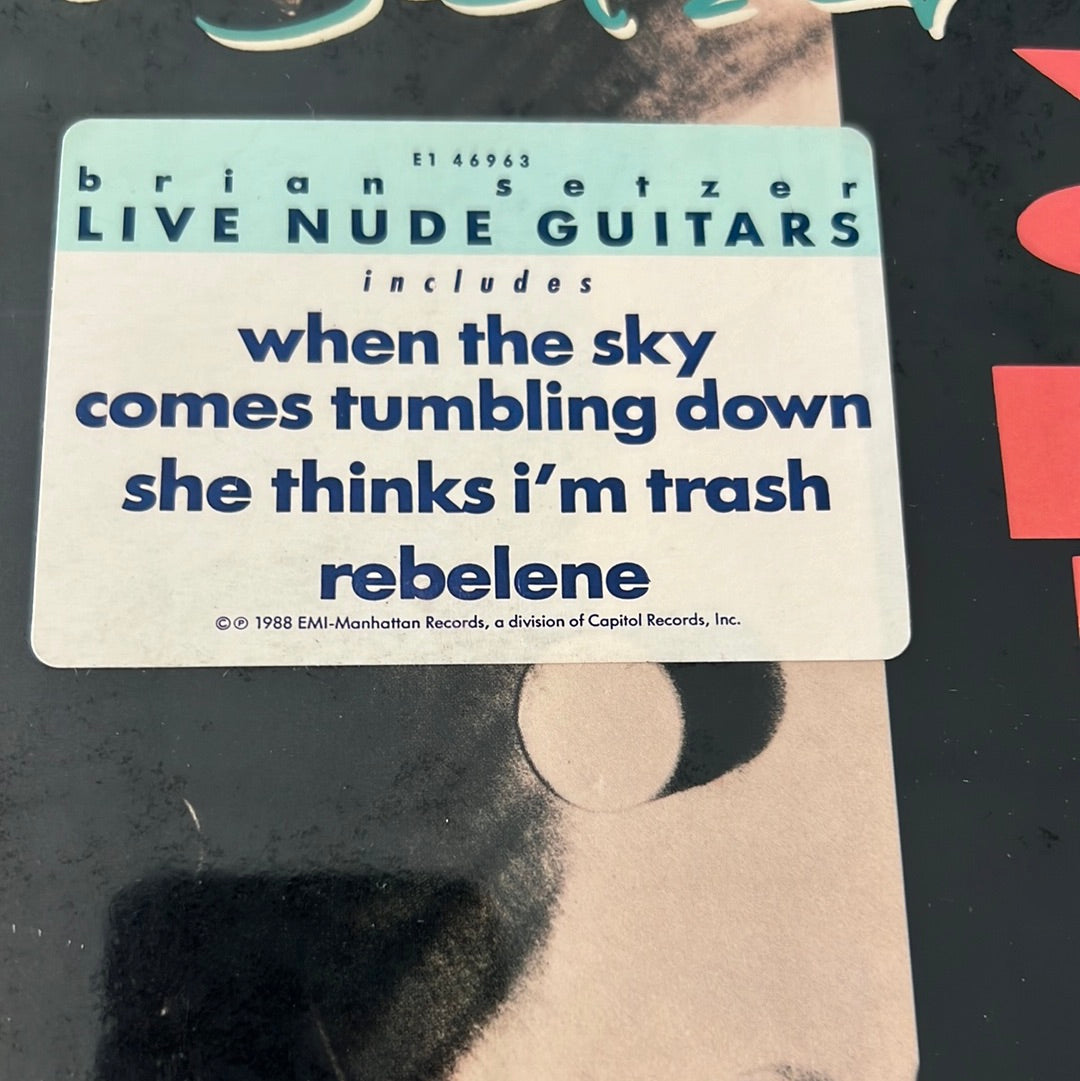 E1 46963
brian setzer
LIVE NUDE GUITARS
includes
when the sky
comes tumbling down
she thinks i'm trash
rebelene
©℗ 1988 EMI-Manhattan Records, a division of Capitol Records, Inc.